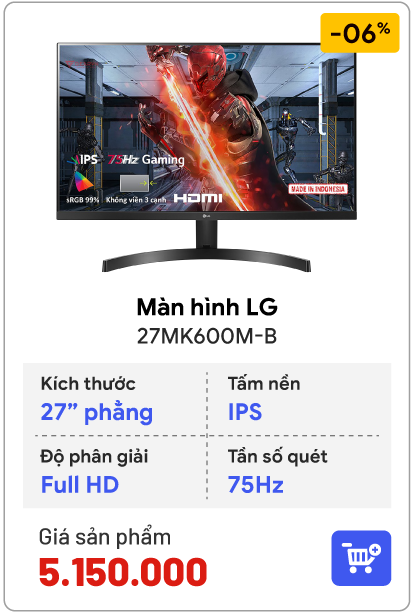 -06%
IPS 75Hz Gaming
sRGB 99% Không viền 3 cạnh HDMI
MADE IN INDONESIA
LG
Màn hình LG
27MK600M-B
Kích thước
27” phẳng
Tấm nền
IPS
Độ phân giải
Full HD
Tần số quét
75Hz
Giá sản phẩm
5.150.000